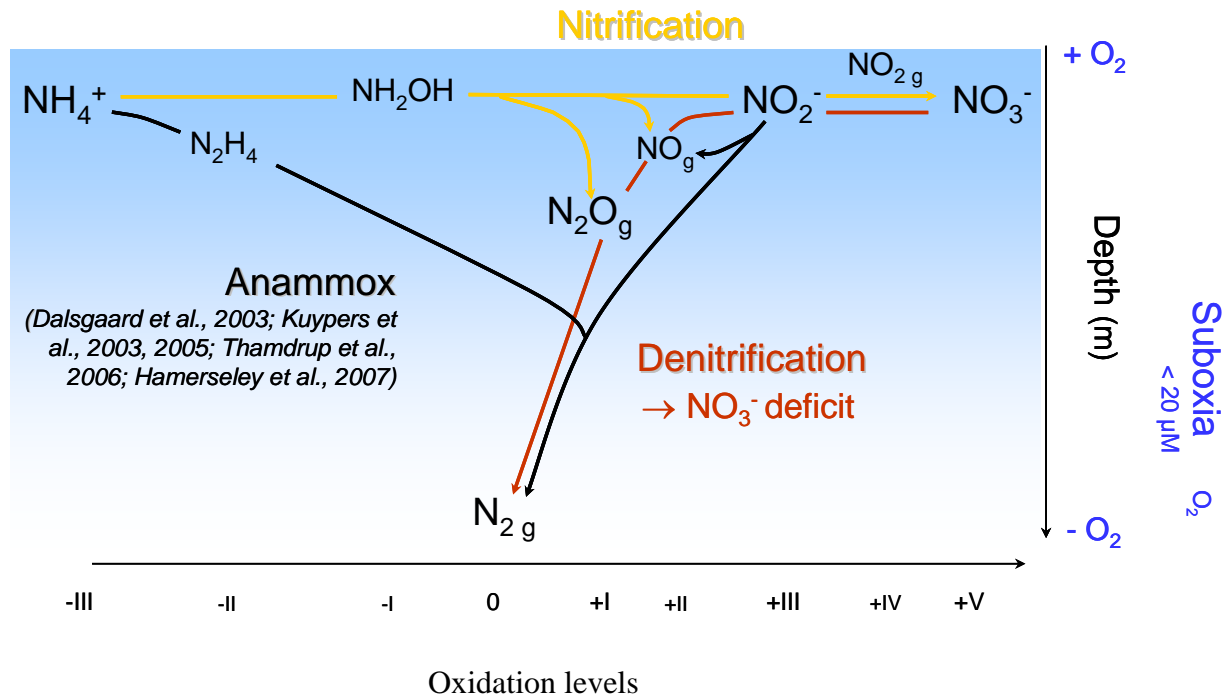 Nitrification
+ O₂
NO₂ g
NH₄⁺
NH₂OH
NO₂⁻
NO₃⁻
N₂H₄
NOg
N₂Og
Anammox
(Dalsgaard et al., 2003; Kuypers et
al., 2003, 2005; Thamdrup et al.,
2006; Hamerseley et al., 2007)
Denitrification
→ NO₃⁻ deficit
N₂ g
Depth (m)
Suboxia
< 20 µM O₂
- O₂
-III -II -I 0 +I +II +III +IV +V
Oxidation levels